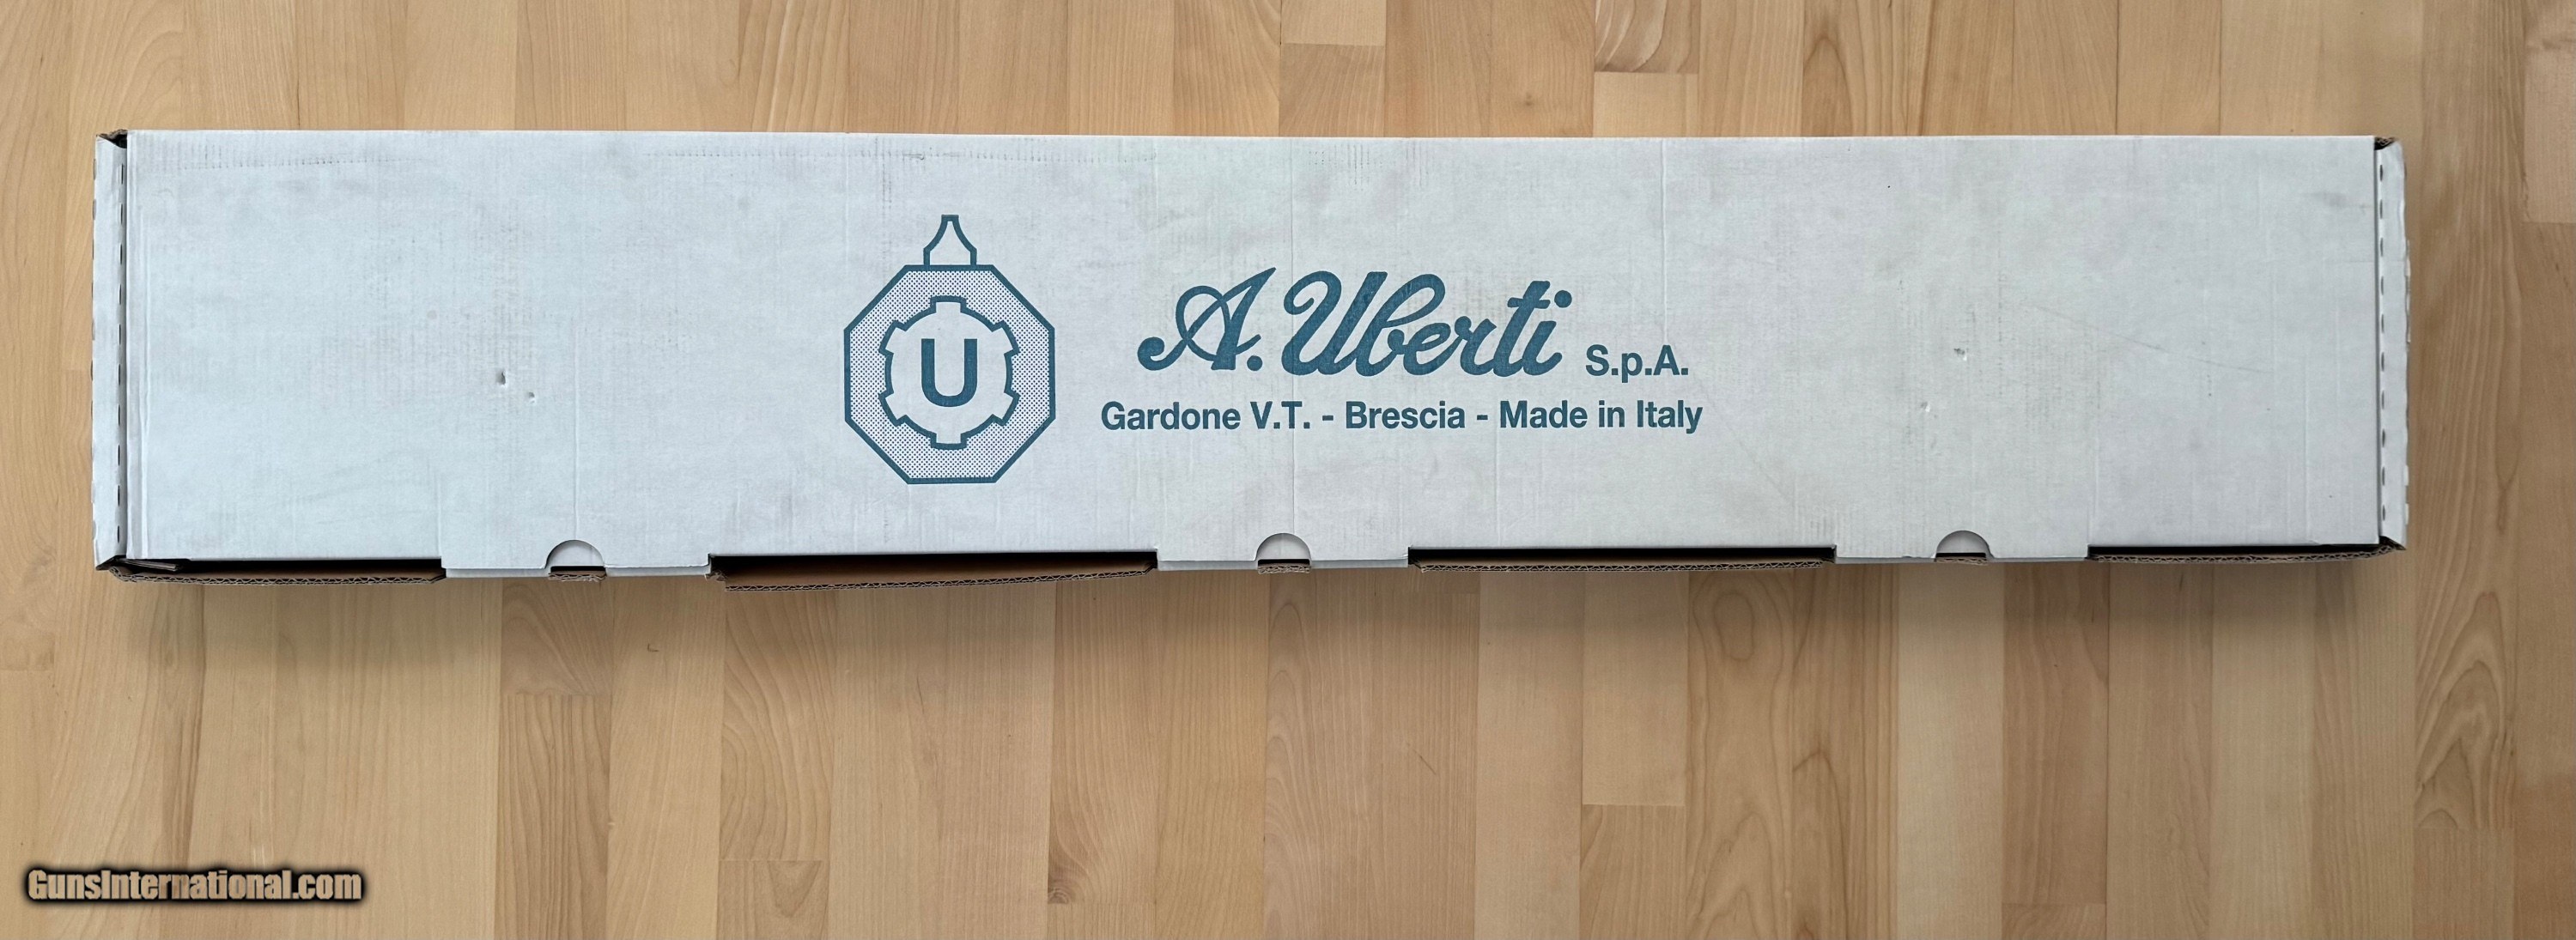 U
A. Uberti S.p.A.
Gardone V.T. - Brescia - Made in Italy
GunsInternational.com